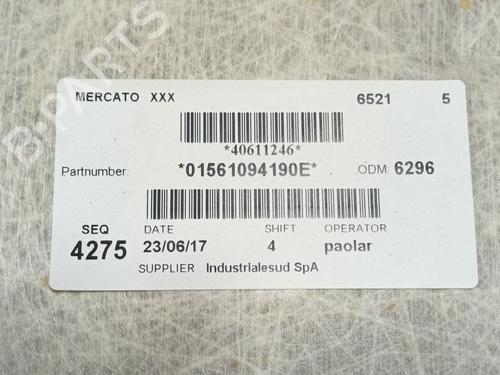 MERCATO XXX 6521 5
*40611246*
Partnumber: *01561094190E* ODM: 6296
SEQ DATE SHIFT OPERATOR
4275 23/06/17 4 paolar
SUPPLIER Industrialesud SpA
B-PARTS